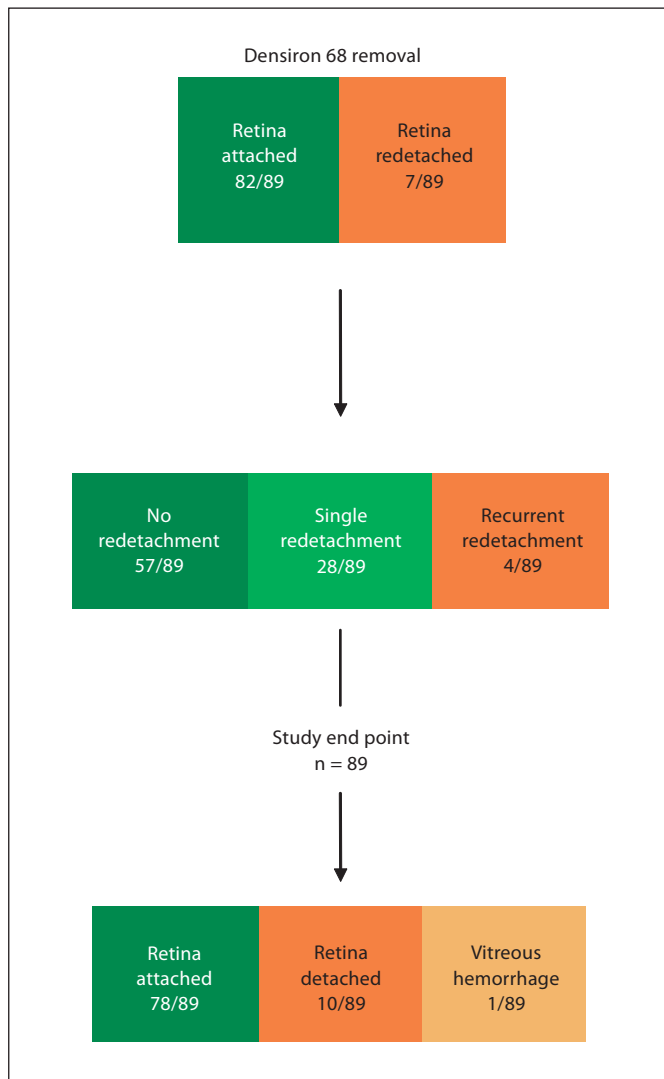 Densiron 68 removal
Retina
attached
82/89
Retina
redetached
7/89
No
redetachment
57/89
Single
redetachment
28/89
Recurrent
redetachment
4/89
Study end point
n = 89
Retina
attached
78/89
Retina
detached
10/89
Vitreous
hemorrhage
1/89